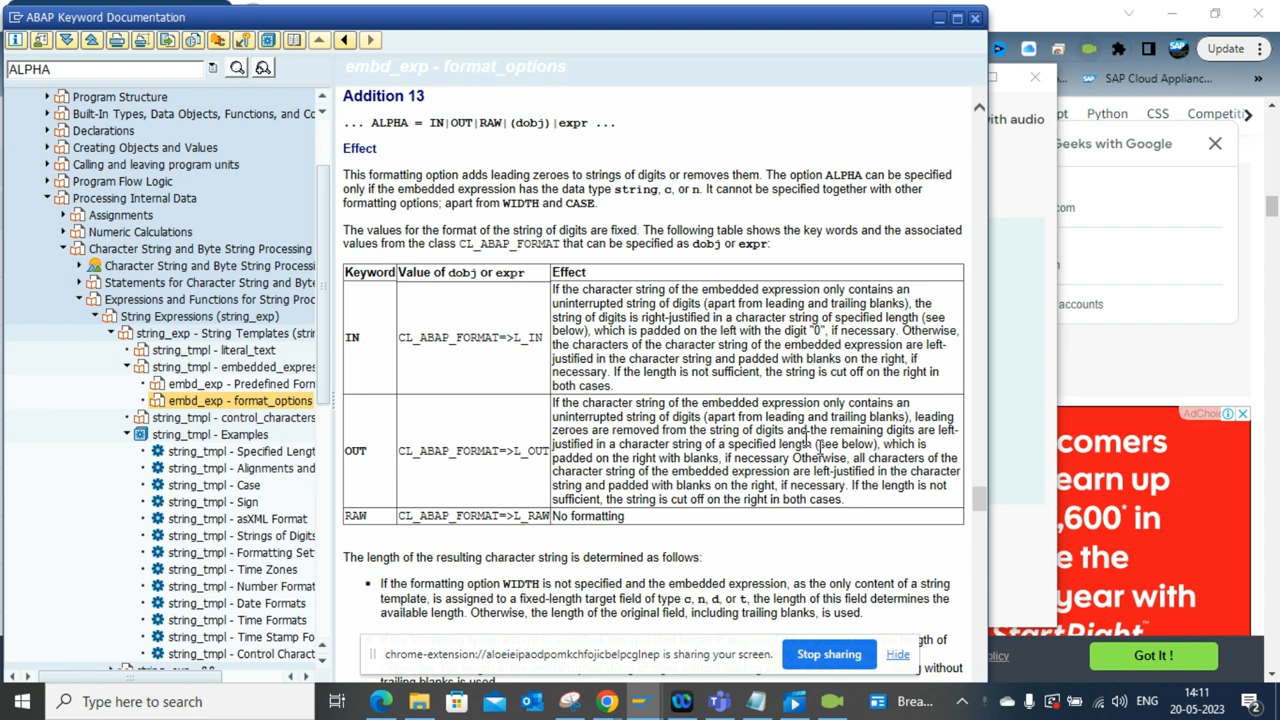 ABAP Keyword Documentation
Update
ALPHA
embd_exp - format_options
SAP Cloud Applianc...
Program Structure
Built-In Types, Data Objects, Functions, and Co
Declarations
Creating Objects and Values
Calling and leaving program units
Program Flow Logic
Processing Internal Data
Assignments
Numeric Calculations
Character String and Byte String Processing
Character String and Byte String Processi
Statements for Character String and Byt
Expressions and Functions for String Proc
String Expressions (string_exp)
string_exp - String Templates (stri
string_tmpl - literal_text
string_tmpl - embedded_expres
embd_exp - Predefined Form
embd_exp - format_options
string_tmpl - control_characters
string_tmpl - Examples
string_tmpl - Specified Lengt
string_tmpl - Alignments and
string_tmpl - Case
string_tmpl - Sign
string_tmpl - asXML Format
string_tmpl - Strings of Digits
string_tmpl - Formatting Set
string_tmpl - Time Zones
string_tmpl - Number Format
string_tmpl - Date Formats
string_tmpl - Time Formats
string_tmpl - Time Stamp Fo
string_tmpl - Control Charact
Addition 13
... ALPHA = IN|OUT|RAW|(dobj)|expr ...
Effect
This formatting option adds leading zeroes to strings of digits or removes them. The option ALPHA can be specified
only if the embedded expression has the data type string, c, or n. It cannot be specified together with other
formatting options; apart from WIDTH and CASE.
The values for the format of the string of digits are fixed. The following table shows the key words and the associated
values from the class CL_ABAP_FORMAT that can be specified as dobj or expr:
Keyword Value of dobj or expr Effect
IN CL_ABAP_FORMAT=>L_IN
If the character string of the embedded expression only contains an
uninterrupted string of digits (apart from leading and trailing blanks), the
string of digits is right-justified in a character string of specified length (see
below), which is padded on the left with the digit "0", if necessary. Otherwise,
the characters of the character string of the embedded expression are left-
justified in the character string and padded with blanks on the right, if
necessary. If the length is not sufficient, the string is cut off on the right in
both cases.
OUT CL_ABAP_FORMAT=>L_OUT
If the character string of the embedded expression only contains an
uninterrupted string of digits (apart from leading and trailing blanks), leading
zeroes are removed from the string of digits and the remaining digits are left-
justified in a character string of a specified length (see below), which is
padded on the right with blanks, if necessary Otherwise, all characters of the
character string of the embedded expression are left-justified in the character
string and padded with blanks on the right, if necessary. If the length is not
sufficient, the string is cut off on the right in both cases.
RAW CL_ABAP_FORMAT=>L_RAW No formatting
The length of the resulting character string is determined as follows:
If the formatting option WIDTH is not specified and the embedded expression, as the only content of a string
template, is assigned to a fixed-length target field of type c, n, d, or t, the length of this field determines the
available length. Otherwise, the length of the original field, including trailing blanks, is used.
ngth of
without
trailing blanks is used.
chrome-extension://aloeieipaodpomkchfojicbelpcglnep is sharing your screen.
Stop sharing
Hide
with audio
pt Python CSS Competiti
Geeks with Google
com
accounts
AdChoic
comers
earn up
,600* in
e the
year with
StartRight™
policy
Got It !
Type here to search
Brea...
ENG
14:11
20-05-2023
2